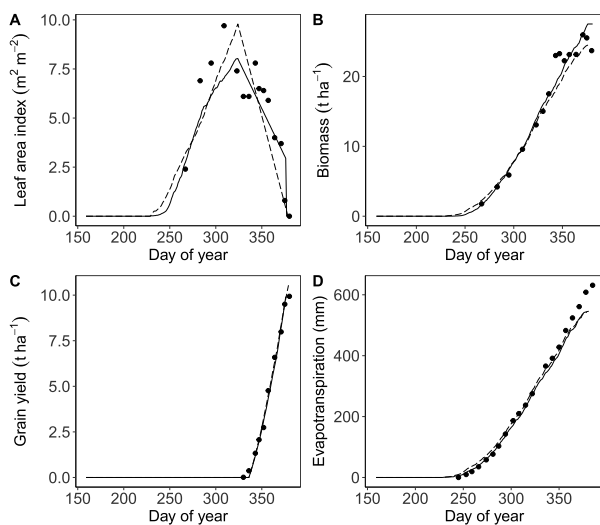 A
Leaf area index (m² m⁻²)
10.0
7.5
5.0
2.5
0.0
150 200 250 300 350
Day of year
B
Biomass (t ha⁻¹)
20
10
0
150 200 250 300 350
Day of year
C
Grain yield (t ha⁻¹)
10.0
7.5
5.0
2.5
0.0
150 200 250 300 350
Day of year
D
Evapotranspiration (mm)
600
400
200
0
150 200 250 300 350
Day of year